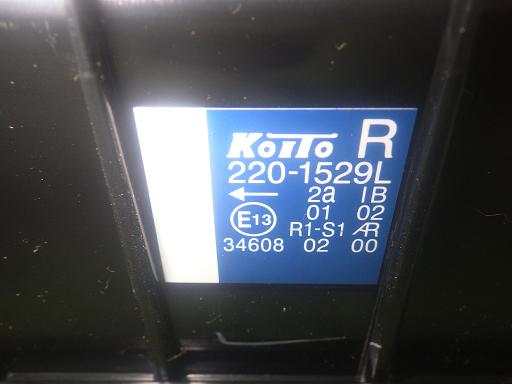 KOITO R
220-1529L
← 2a IB
E13 01 02
R1-S1 AR
34608 02 00